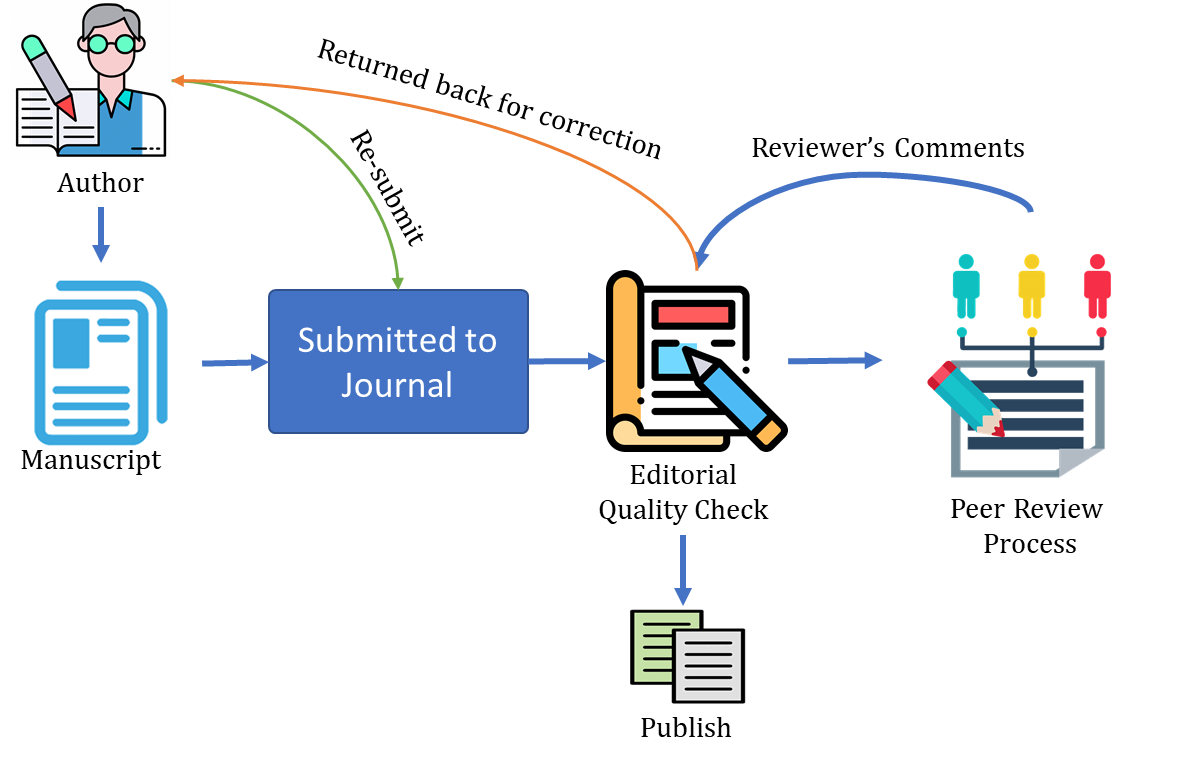 Returned back for correction
Re-submit
Reviewer’s Comments
Author
Submitted to
Journal
Manuscript
Editorial
Quality Check
Peer Review
Process
Publish